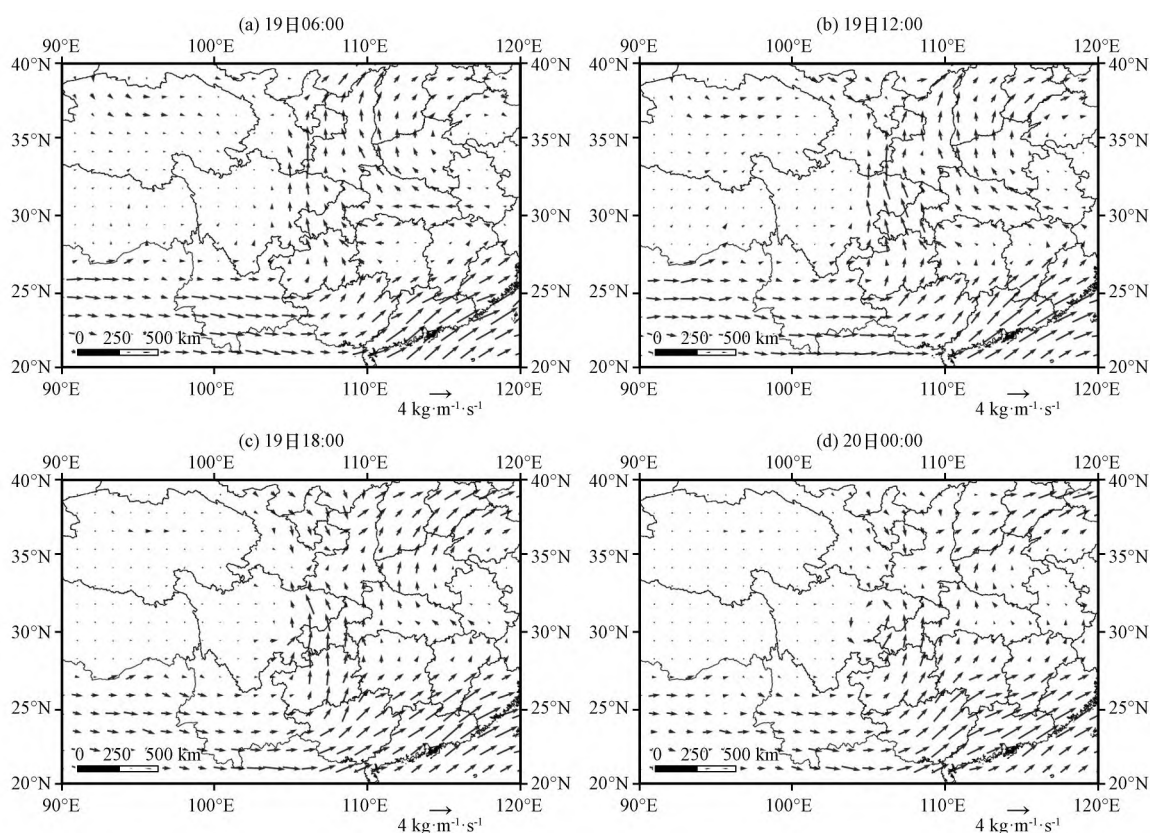 (a) 19日06:00
(b) 19日12:00
90°E 100°E 110°E 120°E
90°E 100°E 110°E 120°E
40°N 40°N
40°N 40°N
35°N 35°N
35°N 35°N
30°N 30°N
30°N 30°N
25°N 25°N
25°N 25°N
0 250 500 km
0 250 500 km
20°N 20°N
20°N 20°N
90°E 100°E 110°E 120°E
90°E 100°E 110°E 120°E
4 kg·m⁻¹·s⁻¹
4 kg·m⁻¹·s⁻¹
(c) 19日18:00
(d) 20日00:00
90°E 100°E 110°E 120°E
90°E 100°E 110°E 120°E
40°N 40°N
40°N 40°N
35°N 35°N
35°N 35°N
30°N 30°N
30°N 30°N
25°N 25°N
25°N 25°N
0 250 500 km
0 250 500 km
20°N 20°N
20°N 20°N
90°E 100°E 110°E 120°E
90°E 100°E 110°E 120°E
4 kg·m⁻¹·s⁻¹
4 kg·m⁻¹·s⁻¹